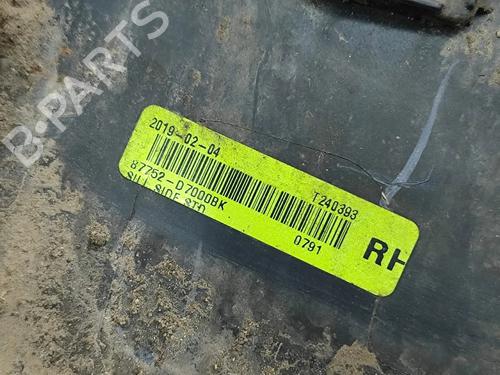 B-PARTS
2019-02-04
T240393
87752-D7000BK
0791
SILL SIDE STD
RH